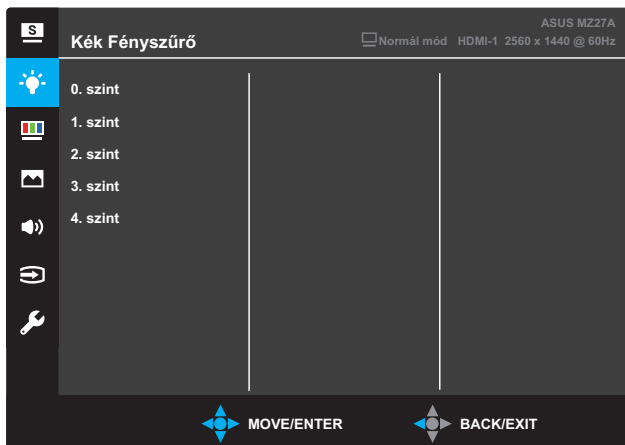 S
ASUS MZ27A
Kék Fényszűrő
Normál mód HDMI-1 2560 x 1440 @ 60Hz
0. szint
1. szint
2. szint
3. szint
4. szint
MOVE/ENTER
BACK/EXIT